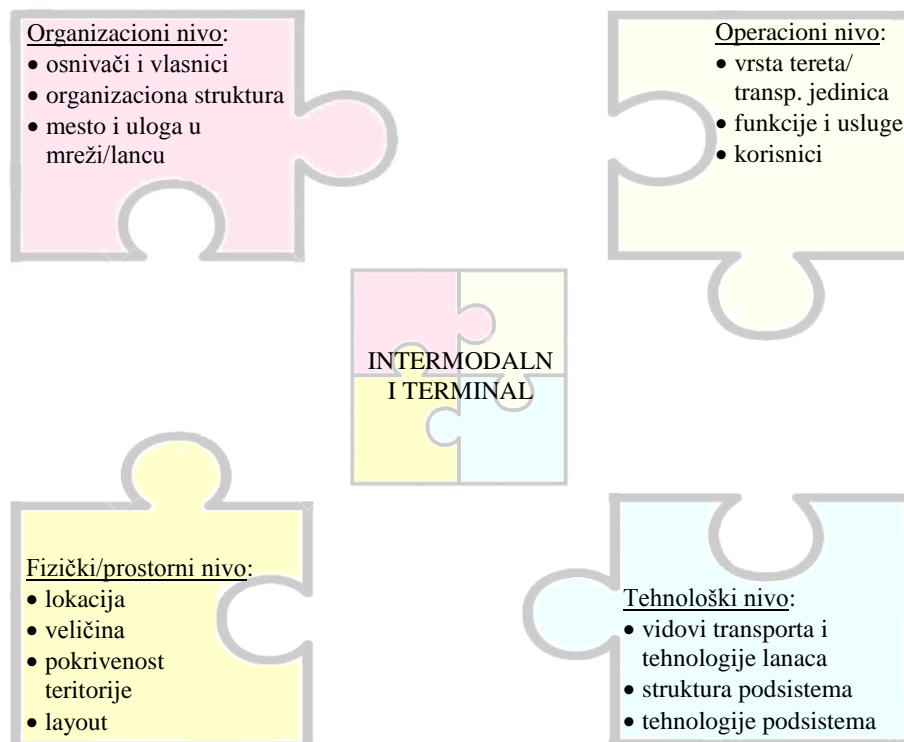 Organizacioni nivo:
• osnivači i vlasnici
• organizaciona struktura
• mesto i uloga u
mreži/lancu
Operacioni nivo:
• vrsta tereta/
transp. jedinica
• funkcije i usluge
• korisnici
INTERMODALN
I TERMINAL
Fizički/prostorni nivo:
• lokacija
• veličina
• pokrivenost
teritorije
• layout
Tehnološki nivo:
• vidovi transporta i
tehnologije lanaca
• struktura podsistema
• tehnologije podsistema